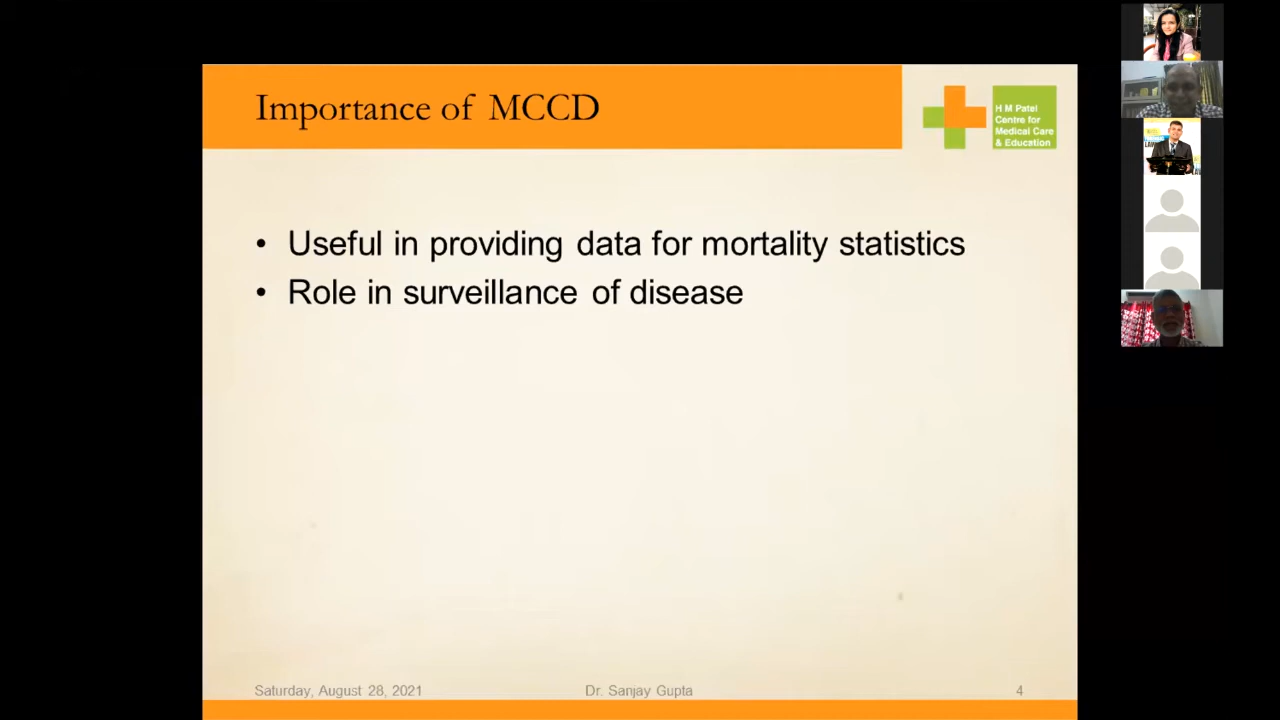 Importance of MCCD
H M Patel
Centre for
Medical Care
& Education
• Useful in providing data for mortality statistics
• Role in surveillance of disease
Saturday, August 28, 2021
Dr. Sanjay Gupta
4